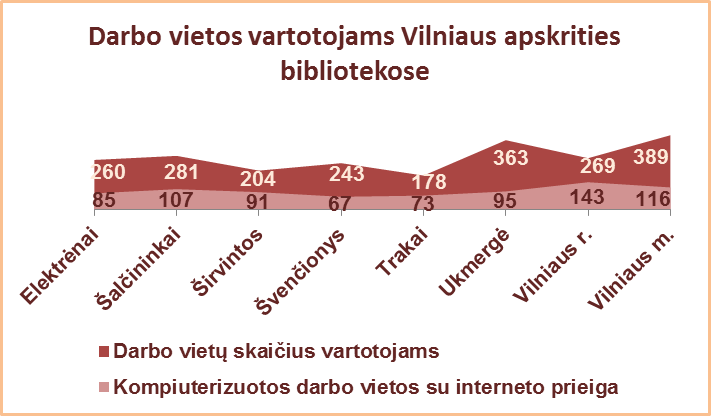 Darbo vietos vartotojams Vilniaus apskrities
bibliotekose
260 281 204 243 178 363 269 389
85 107 91 67 73 95 143 116
Elektrėnai
Šalčininkai
Širvintos
Švenčionys
Trakai
Ukmergė
Vilniaus r.
Vilniaus m.
Darbo vietų skaičius vartotojams
Kompiuterizuotos darbo vietos su interneto prieiga